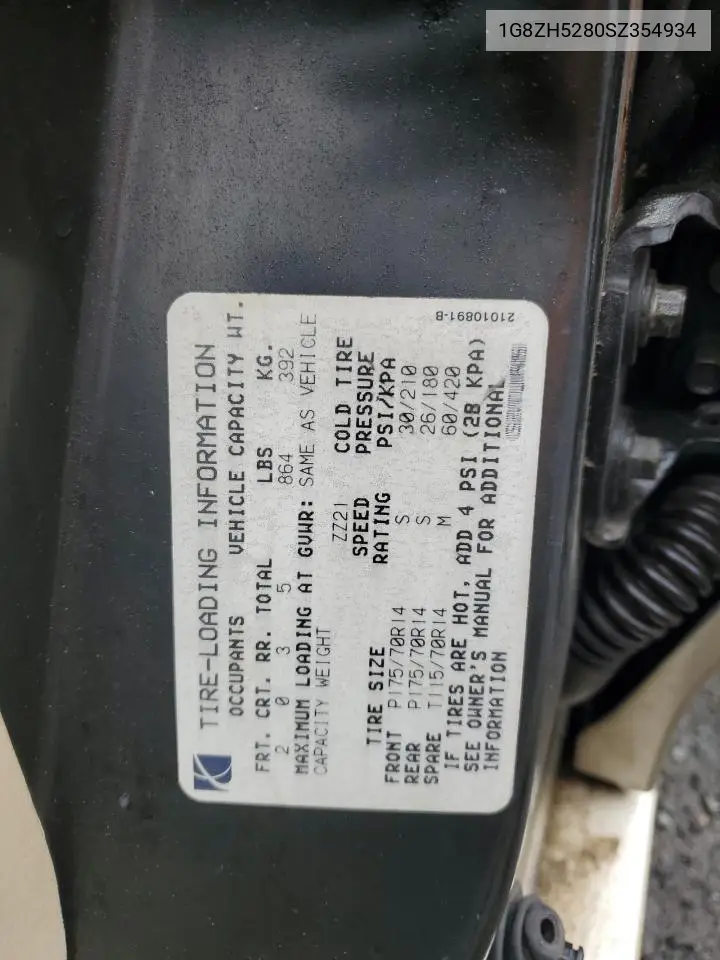 1G8ZH5280SZ354934
TIRE-LOADING INFORMATION
OCCUPANTS VEHICLE CAPACITY WT.
FRT. CRT. RR. TOTAL LBS KG.
2 0 3 5 864 392
MAXIMUM LOADING AT GVWR: SAME AS VEHICLE
CAPACITY WEIGHT
ZZ21
TIRE SIZE SPEED RATING COLD TIRE PRESSURE PSI/KPA
FRONT P175/70R14 S 30/210
REAR P175/70R14 S 26/180
SPARE T115/70R14 M 60/420
IF TIRES ARE HOT, ADD 4 PSI (28 KPA)
SEE OWNER'S MANUAL FOR ADDITIONAL
INFORMATION
21010891-B